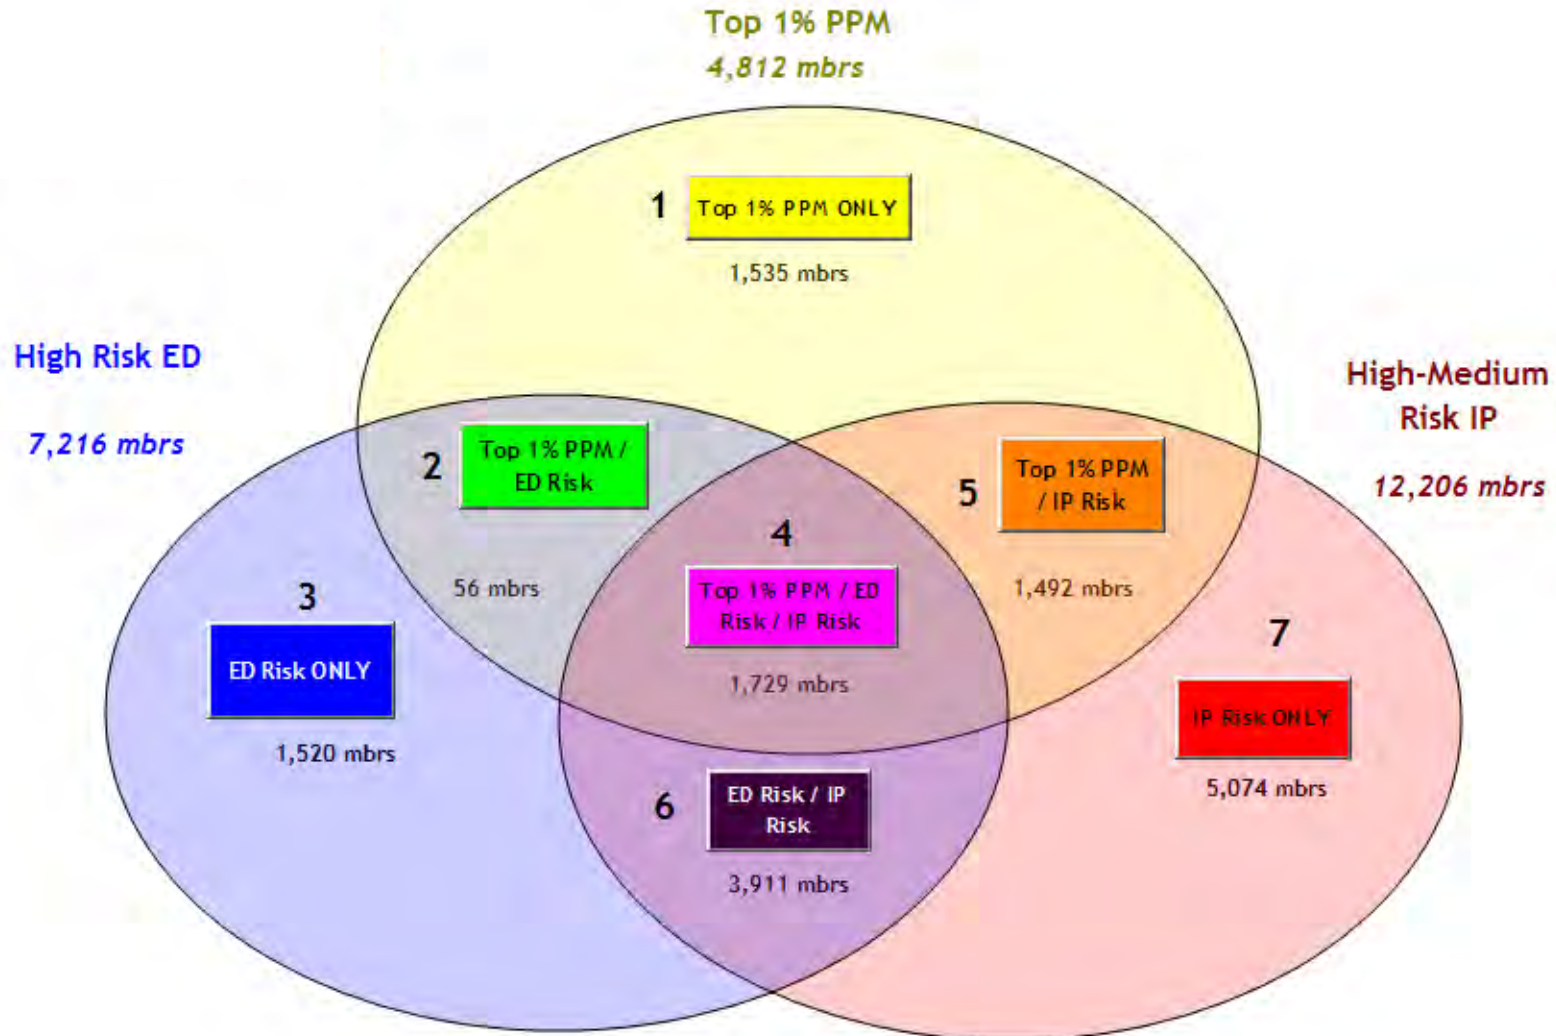 Top 1% PPM
4,812 mbrs
1
Top 1% PPM ONLY
1,535 mbrs
High Risk ED
7,216 mbrs
High-Medium
Risk IP
12,206 mbrs
2
Top 1% PPM /
ED Risk
56 mbrs
5
Top 1% PPM
/ IP Risk
1,492 mbrs
4
Top 1% PPM / ED
Risk / IP Risk
1,729 mbrs
3
ED Risk ONLY
1,520 mbrs
7
IP Risk ONLY
5,074 mbrs
6
ED Risk / IP
Risk
3,911 mbrs